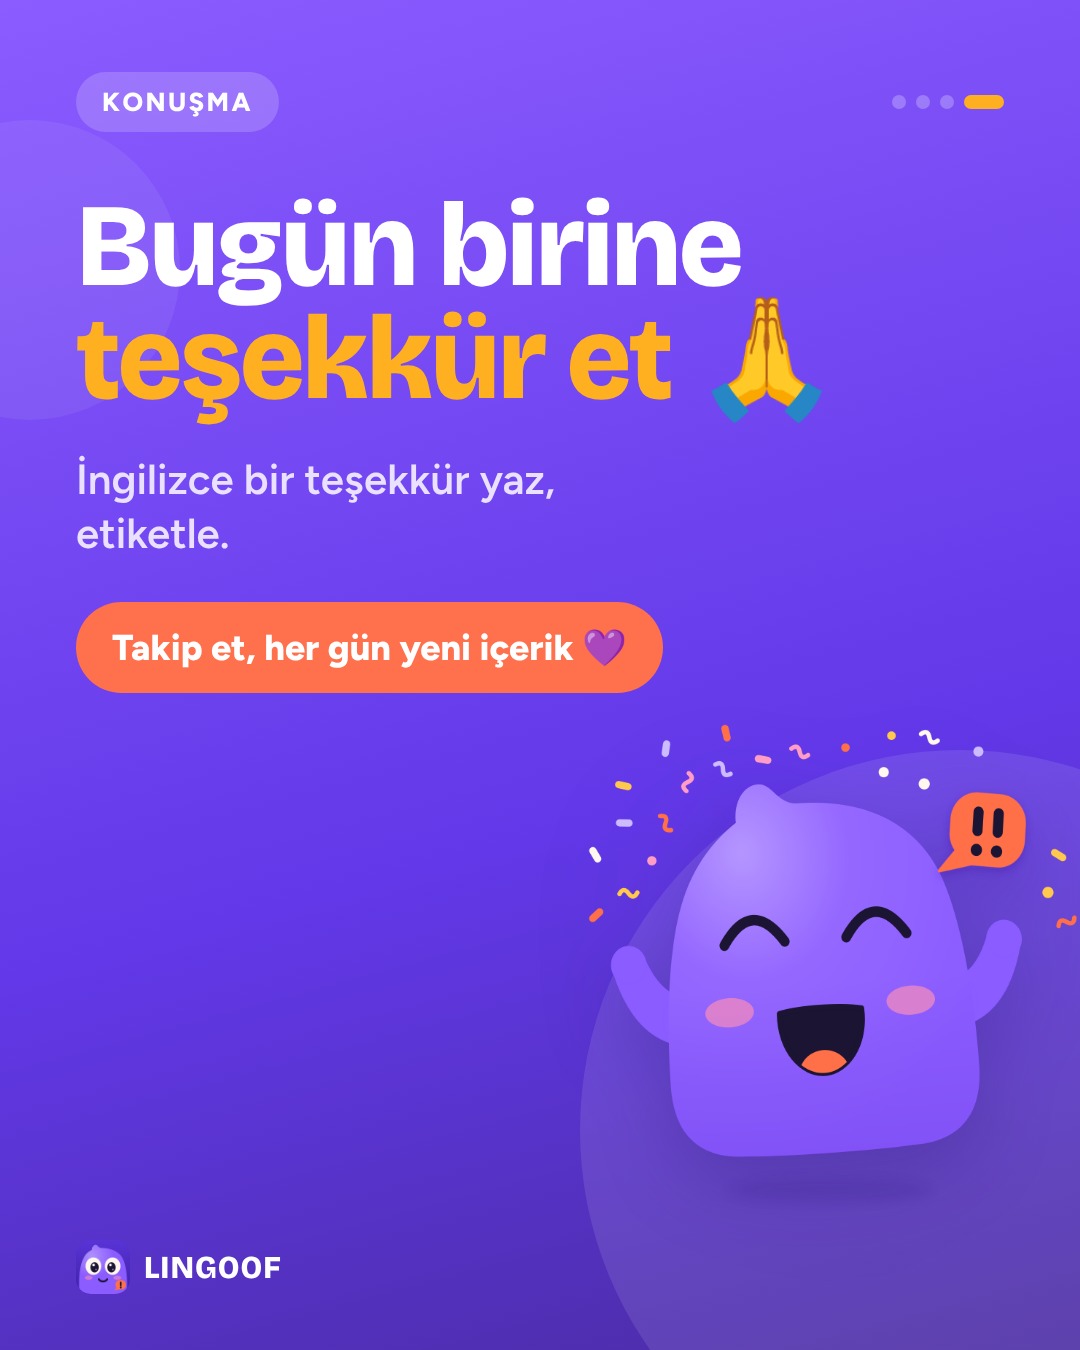 KONUŞMA
Bugün birine
teşekkür et 🙏
İngilizce bir teşekkür yaz,
etiketle.
Takip et, her gün yeni içerik 💜
!!
LINGOOF